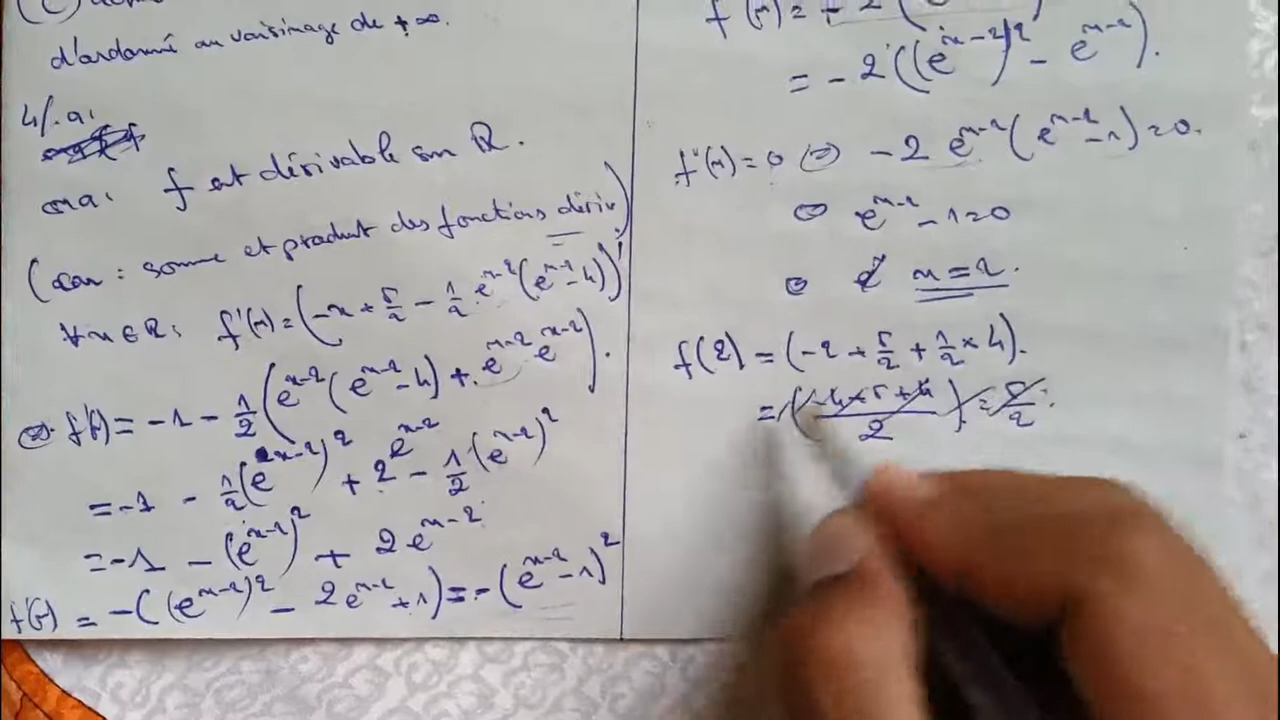 d'ardonné au voisinage de +∞.
4/. a.
ona: f est dérivable sur ℝ.
(car : somme et produit des fonctions dériv)
∀x∈ℝ: f'(x) = (-x + 5/2 - 1/2 e^{x-2}(e^{x-2} - 4))'
⇔ f'(x) = -1 - 1/2 (e^{x-2}(e^{x-2} - 4) + e^{x-2} e^{x-2}).
= -1 - 1/2 (e^{x-2})^2 + 2e^{x-2} - 1/2 (e^{x-2})^2
= -1 - (e^{x-2})^2 + 2e^{x-2}
f'(x) = -((e^{x-2})^2 - 2e^{x-2} + 1) = -(e^{x-2} - 1)^2
= -2((e^{x-2})^2 - e^{x-2}).
f''(x) = 0 ⇔ -2 e^{x-2}(e^{x-2} - 1) = 0.
⇔ e^{x-2} - 1 = 0
⇔ x = 2.
f(2) = (-2 + 5/2 + 1/2 × 4).